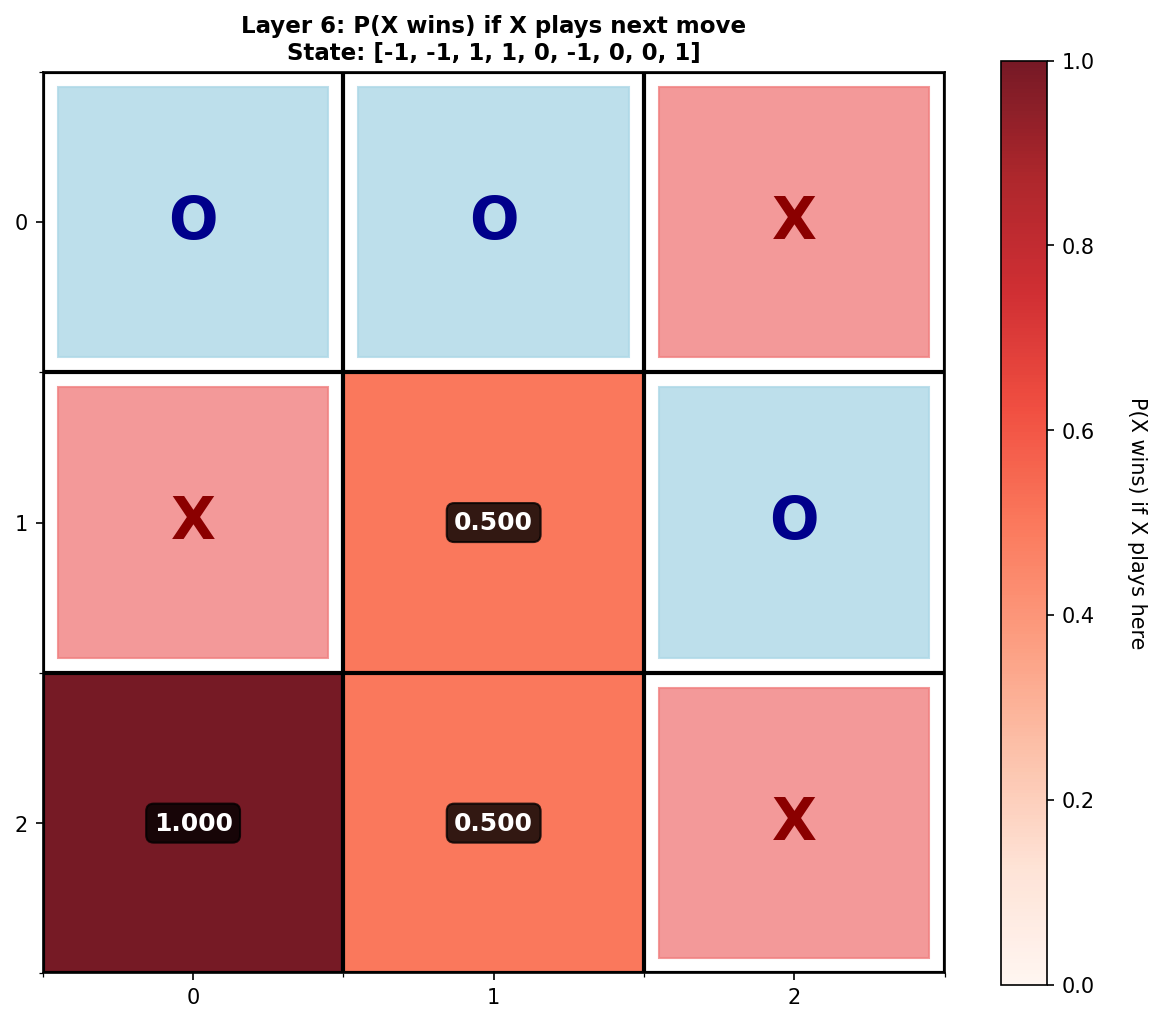 Layer 6: P(X wins) if X plays next move
State: [-1, -1, 1, 1, 0, -1, 0, 0, 1]
0
O
O
X
1
X
0.500
O
2
1.000
0.500
X
0
1
2
1.0
0.8
0.6
0.4
0.2
0.0
P(X wins) if X plays here